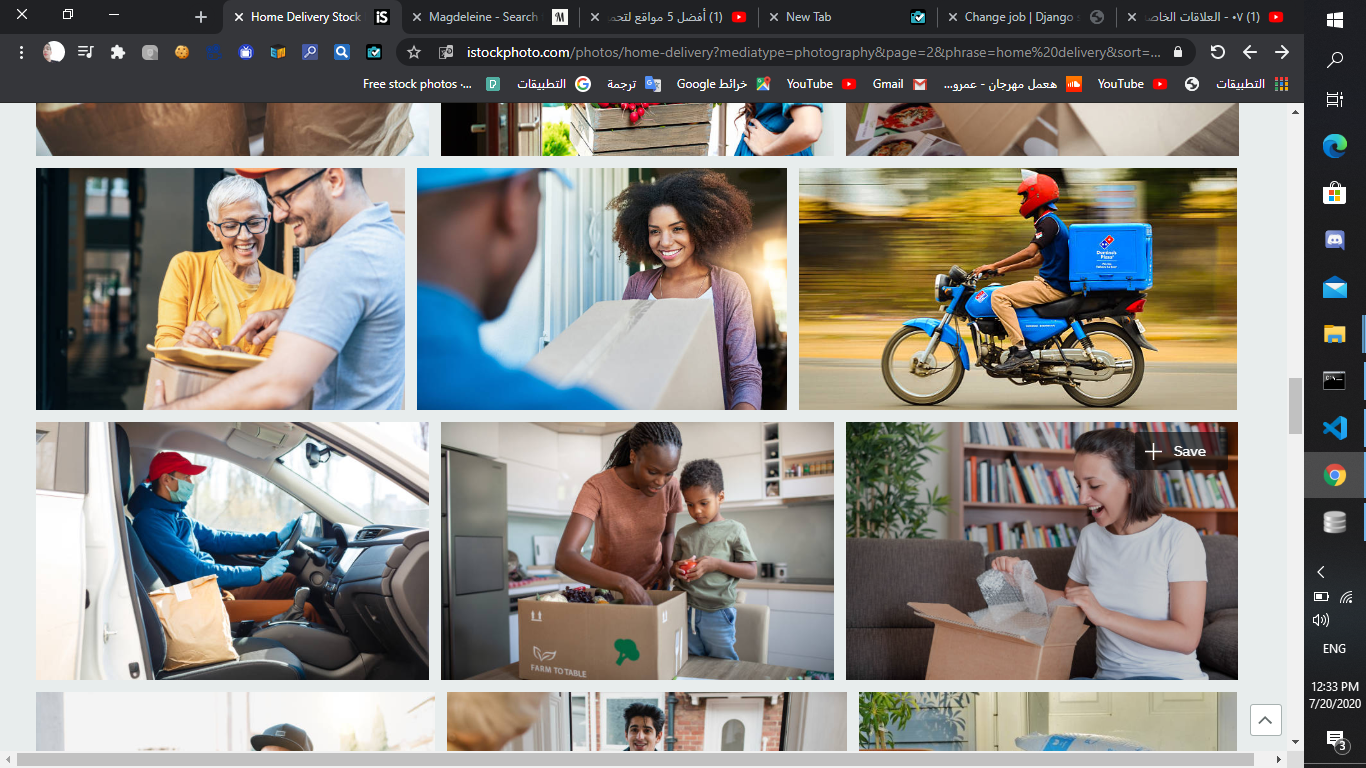 Home Delivery Stock
iS
Magdeleine - Search
M
(1) أفضل 5 مواقع لتحم
New Tab
Change job | Django
(1) ٠٧ - العلاقات الخاص
istockphoto.com/photos/home-delivery?mediatype=photography&page=2&phrase=home%20delivery&sort=...
Free stock photos -...
التطبيقات
ترجمة
خرائط Google
YouTube
Gmail
هعمل مهرجان - عمرو...
YouTube
التطبيقات
Domino's Pizza
Save
FARM TO TABLE
ENG
12:33 PM
7/20/2020
3